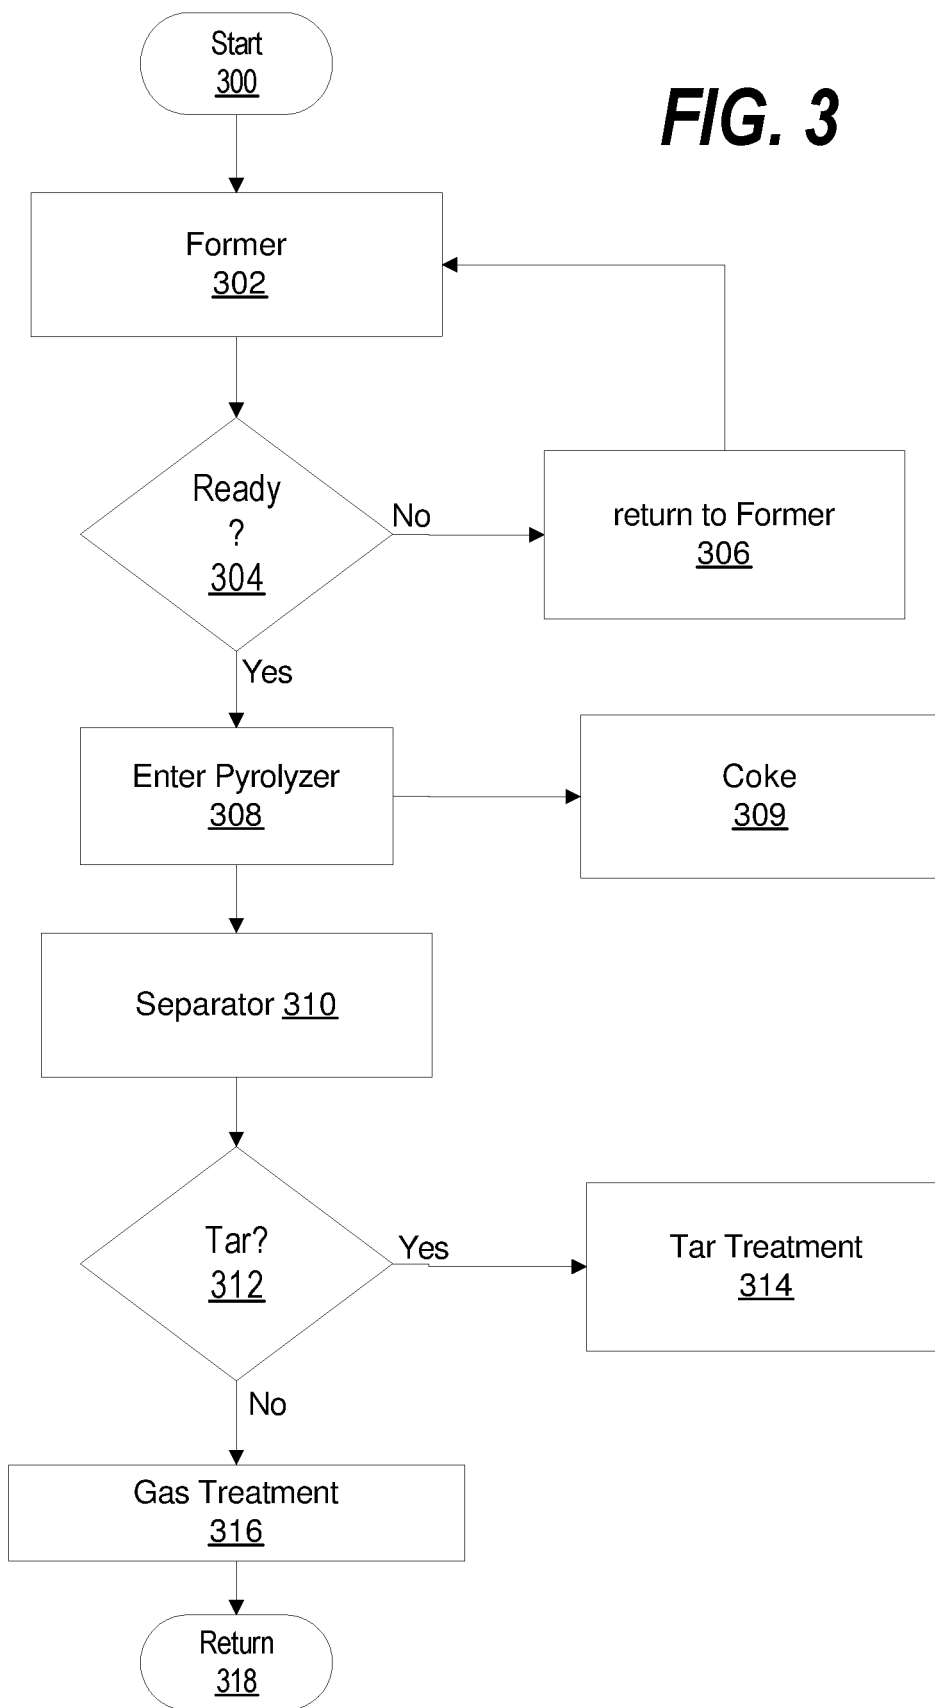 Start
300
FIG. 3
Former
302
Ready
?
304
No
return to Former
306
Yes
Enter Pyrolyzer
308
Coke
309
Separator 310
Tar?
312
Yes
Tar Treatment
314
No
Gas Treatment
316
Return
318